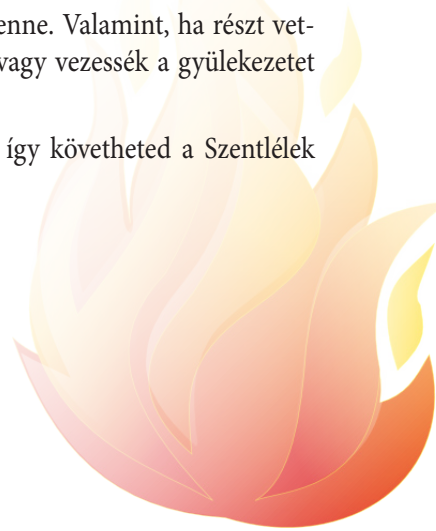 enne. Valamint, ha részt vet-
vagy vezessék a gyülekezetet
így követheted a Szentlélek